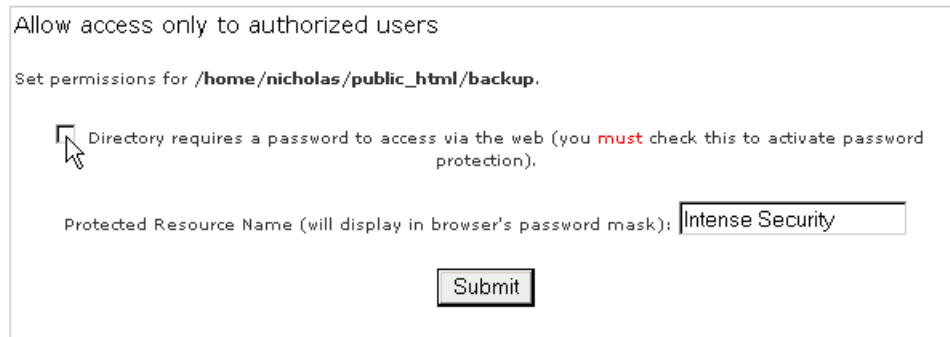 Allow access only to authorized users
Set permissions for /home/nicholas/public_html/backup.
Directory requires a password to access via the web (you must check this to activate password
protection).
Protected Resource Name (will display in browser's password mask): Intense Security
Submit